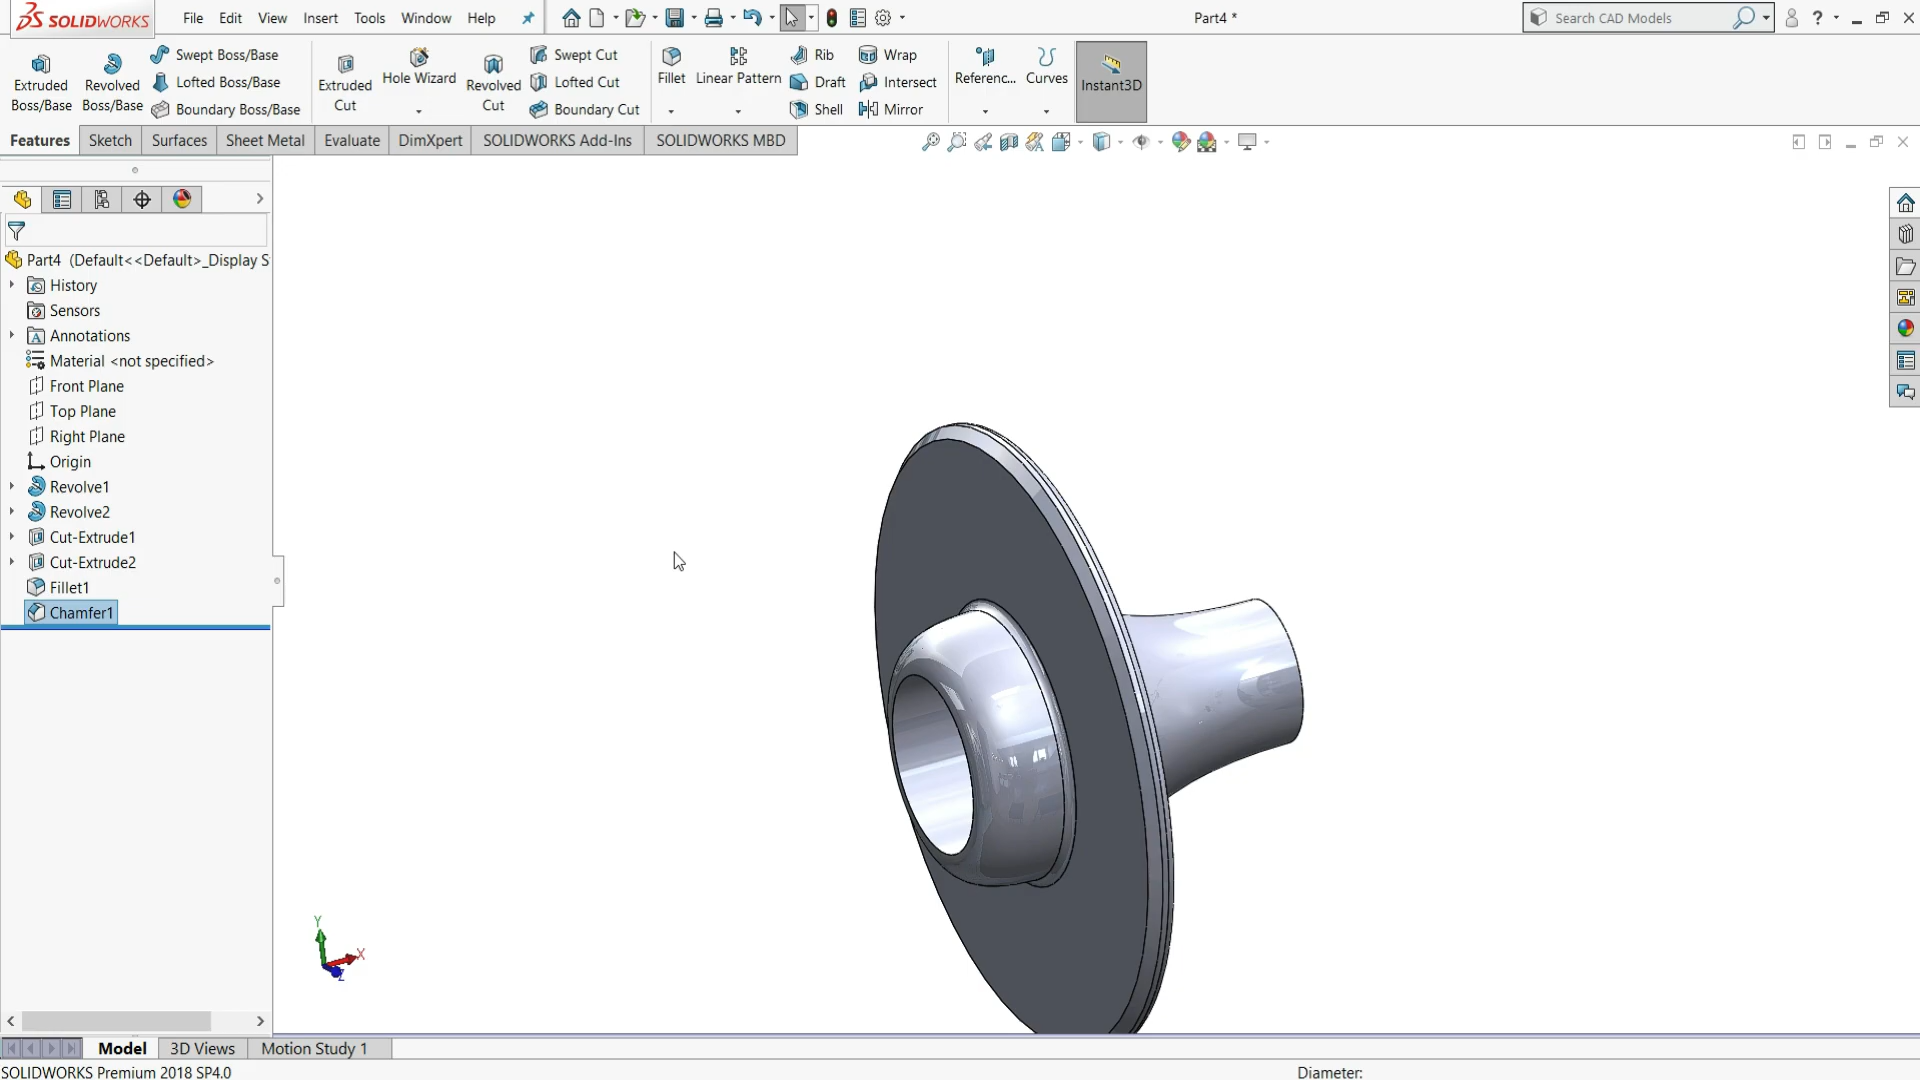 SOLIDWORKS File Edit View Insert Tools Window Help Part4 * Search CAD Models ?
Extruded Boss/Base
Revolved Boss/Base
Swept Boss/Base
Lofted Boss/Base
Boundary Boss/Base
Extruded Cut
Hole Wizard
Revolved Cut
Swept Cut
Lofted Cut
Boundary Cut
Fillet
Linear Pattern
Rib
Draft
Shell
Wrap
Intersect
Mirror
Referenc...
Curves
Instant3D
Features Sketch Surfaces Sheet Metal Evaluate DimXpert SOLIDWORKS Add-Ins SOLIDWORKS MBD
Part4 (Default<<Default>_Display S
History
Sensors
Annotations
Material <not specified>
Front Plane
Top Plane
Right Plane
Origin
Revolve1
Revolve2
Cut-Extrude1
Cut-Extrude2
Fillet1
Chamfer1
Y
X
Z
Model 3D Views Motion Study 1
SOLIDWORKS Premium 2018 SP4.0 Diameter: